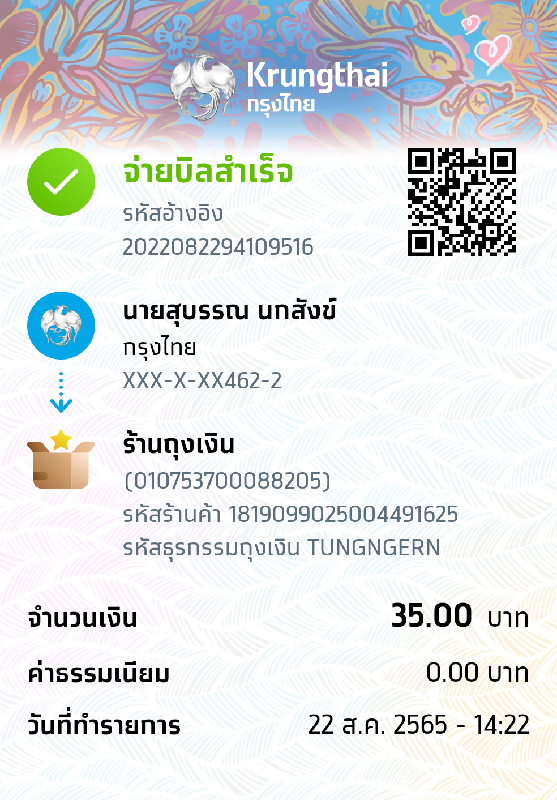 Krungthai
กรุงไทย
จ่ายบิลสำเร็จ
รหัสอ้างอิง
2022082294109516
นายสุบรรณ นกสังข์
กรุงไทย
XXX-X-XX462-2
ร้านถุงเงิน
(010753700088205)
รหัสร้านค้า 1819099025004491625
รหัสธุรกรรมถุงเงิน TUNGNGERN
จำนวนเงิน 35.00 บาท
ค่าธรรมเนียม 0.00 บาท
วันที่ทำรายการ 22 ส.ค. 2565 - 14:22